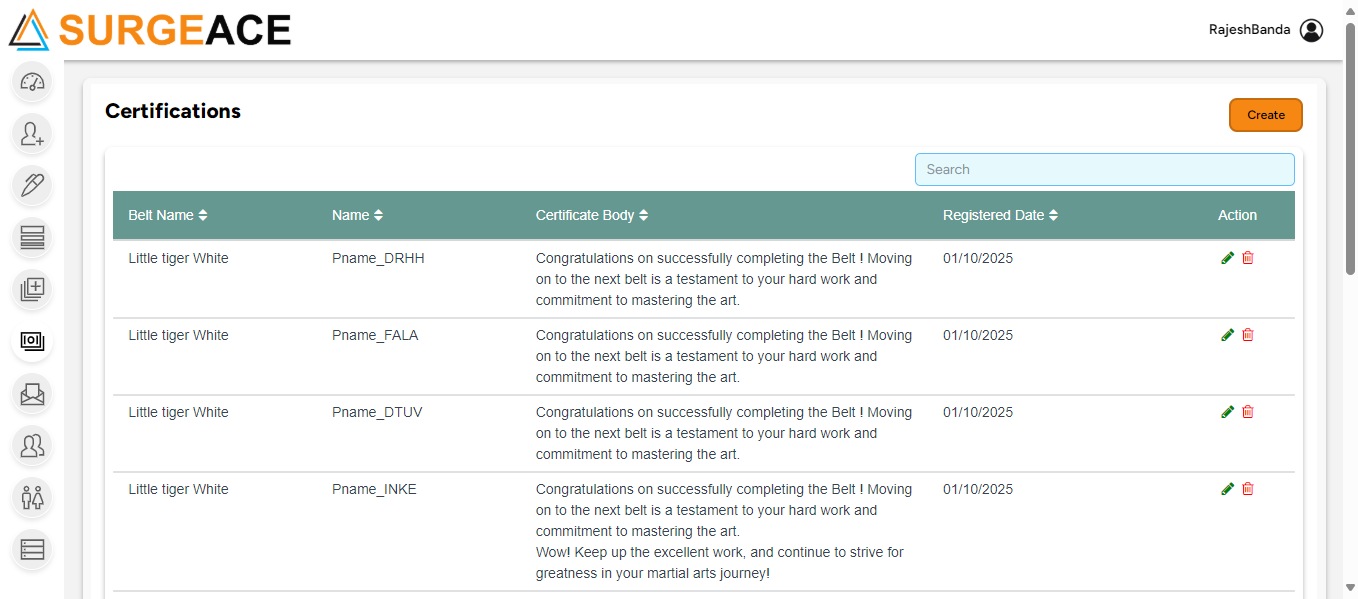 SURGEACE
RajeshBanda
Certifications
Create
Search
Belt Name Name Certificate Body Registered Date Action
Little tiger White Pname_DRHH Congratulations on successfully completing the Belt ! Moving 01/10/2025
on to the next belt is a testament to your hard work and
commitment to mastering the art.
Little tiger White Pname_FALA Congratulations on successfully completing the Belt ! Moving 01/10/2025
on to the next belt is a testament to your hard work and
commitment to mastering the art.
Little tiger White Pname_DTUV Congratulations on successfully completing the Belt ! Moving 01/10/2025
on to the next belt is a testament to your hard work and
commitment to mastering the art.
Little tiger White Pname_INKE Congratulations on successfully completing the Belt ! Moving 01/10/2025
on to the next belt is a testament to your hard work and
commitment to mastering the art.
Wow! Keep up the excellent work, and continue to strive for
greatness in your martial arts journey!